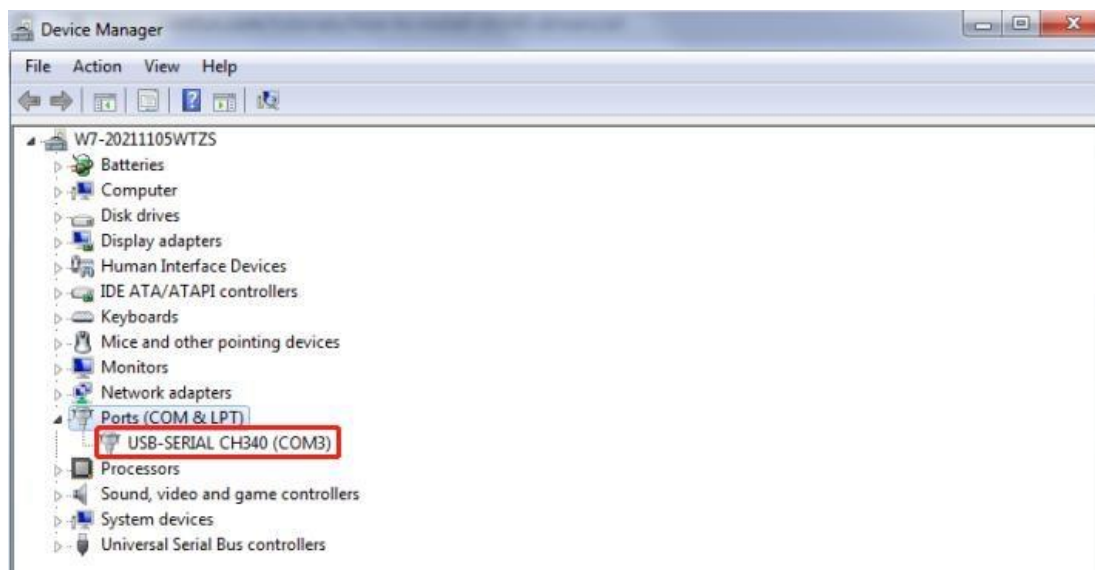 Device Manager
File Action View Help
W7-20211105WTZS
Batteries
Computer
Disk drives
Display adapters
Human Interface Devices
IDE ATA/ATAPI controllers
Keyboards
Mice and other pointing devices
Monitors
Network adapters
Ports (COM & LPT)
USB-SERIAL CH340 (COM3)
Processors
Sound, video and game controllers
System devices
Universal Serial Bus controllers